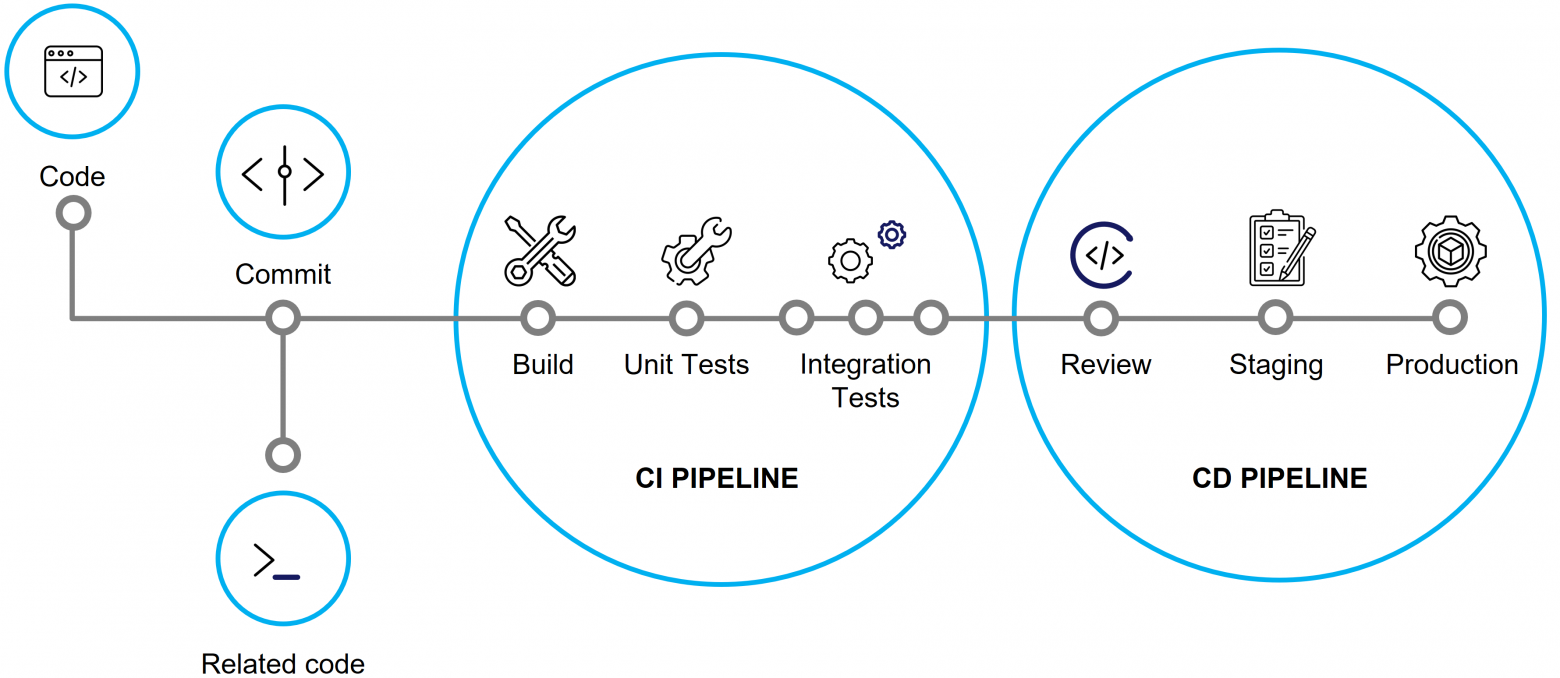 Code
Commit
Related code
Build
Unit Tests
Integration
Tests
CI PIPELINE
Review
Staging
Production
CD PIPELINE